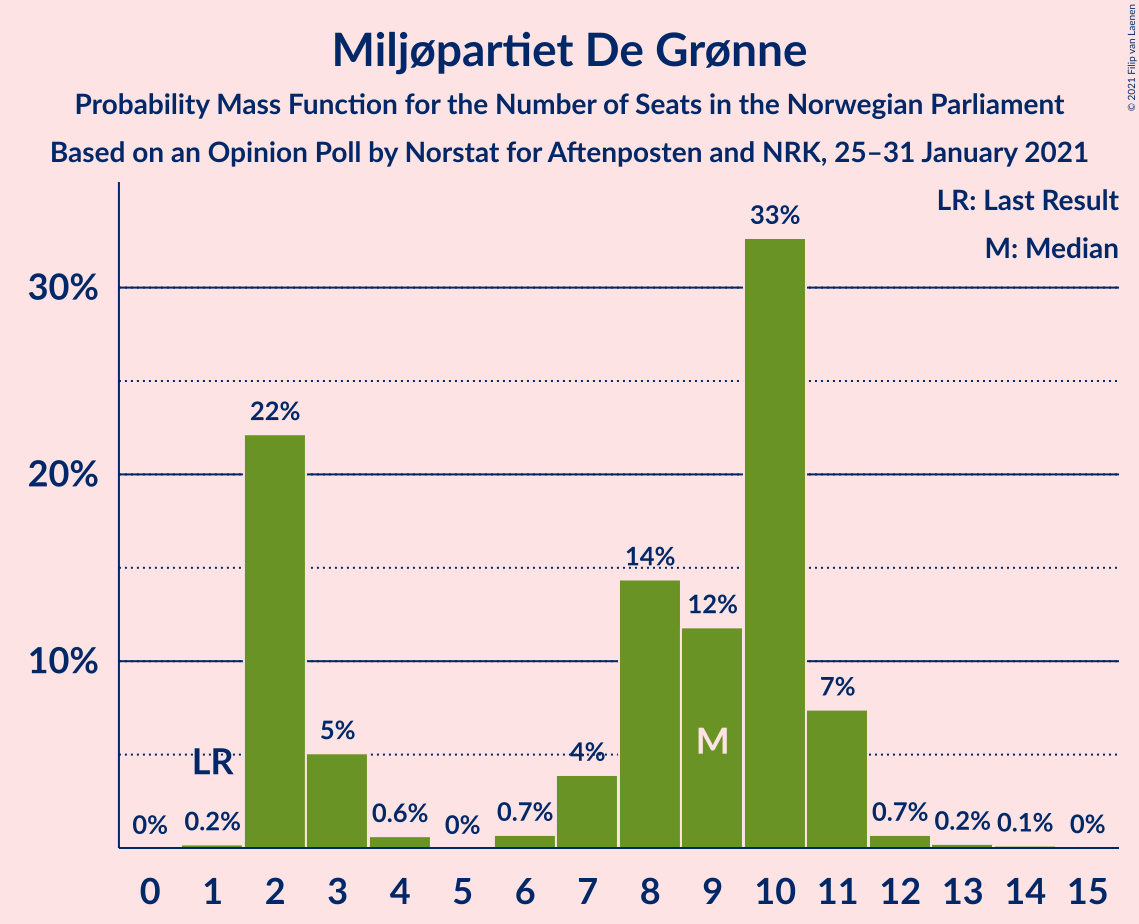 Miljøpartiet De Grønne
Probability Mass Function for the Number of Seats in the Norwegian Parliament
Based on an Opinion Poll by Norstat for Aftenposten and NRK, 25–31 January 2021
© 2021 Filip van Laenen
LR: Last Result
M: Median
30%
20%
10%
0%
0.2%
22%
5%
0.6%
0%
0.7%
4%
14%
12%
33%
7%
0.7%
0.2%
0.1%
0%
LR
M
0 1 2 3 4 5 6 7 8 9 10 11 12 13 14 15